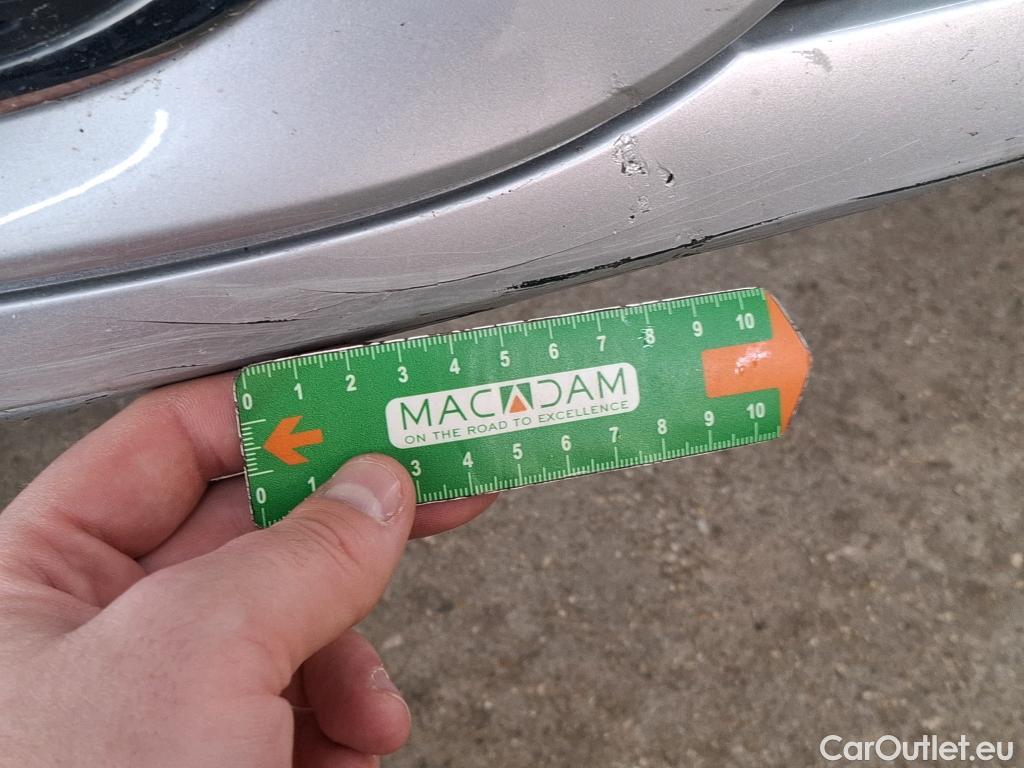 0 1 2 3 4 5 6 7 8 9 10
MACADAM
ON THE ROAD TO EXCELLENCE
0 1 3 4 5 6 7 8 9 10
CarOutlet.eu